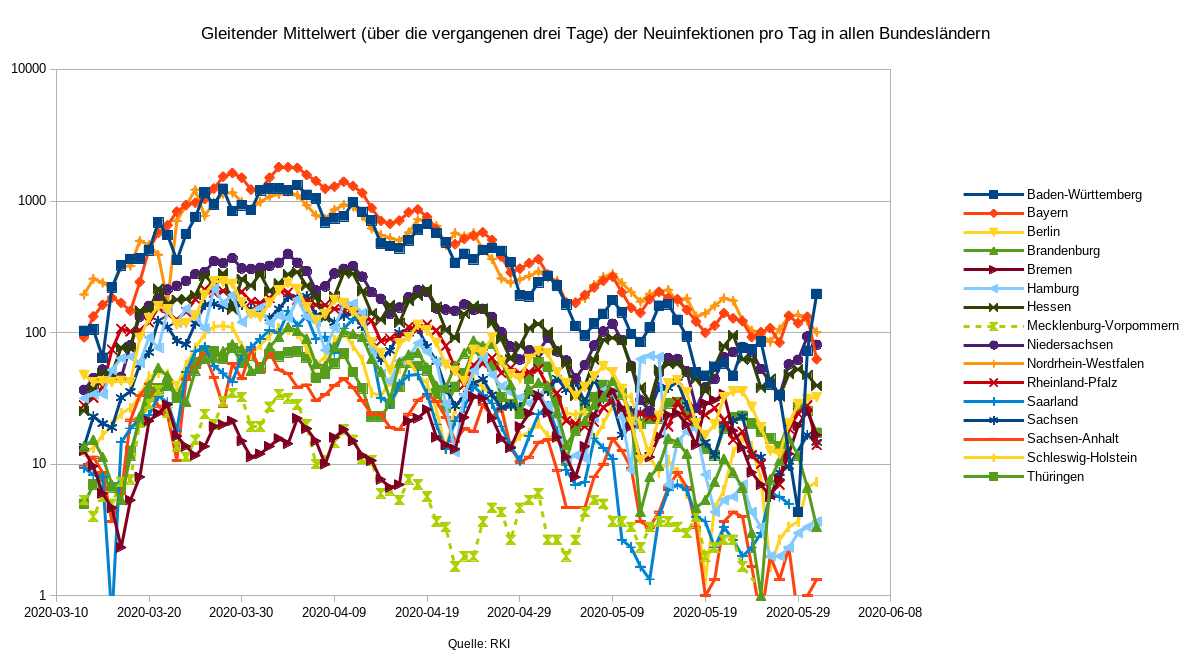 Gleitender Mittelwert (über die vergangenen drei Tage) der Neuinfektionen pro Tag in allen Bundesländern
10000
1000
100
10
1
2020-03-10 2020-03-20 2020-03-30 2020-04-09 2020-04-19 2020-04-29 2020-05-09 2020-05-19 2020-05-29 2020-06-08
Quelle: RKI
Baden-Württemberg
Bayern
Berlin
Brandenburg
Bremen
Hamburg
Hessen
Mecklenburg-Vorpommern
Niedersachsen
Nordrhein-Westfalen
Rheinland-Pfalz
Saarland
Sachsen
Sachsen-Anhalt
Schleswig-Holstein
Thüringen